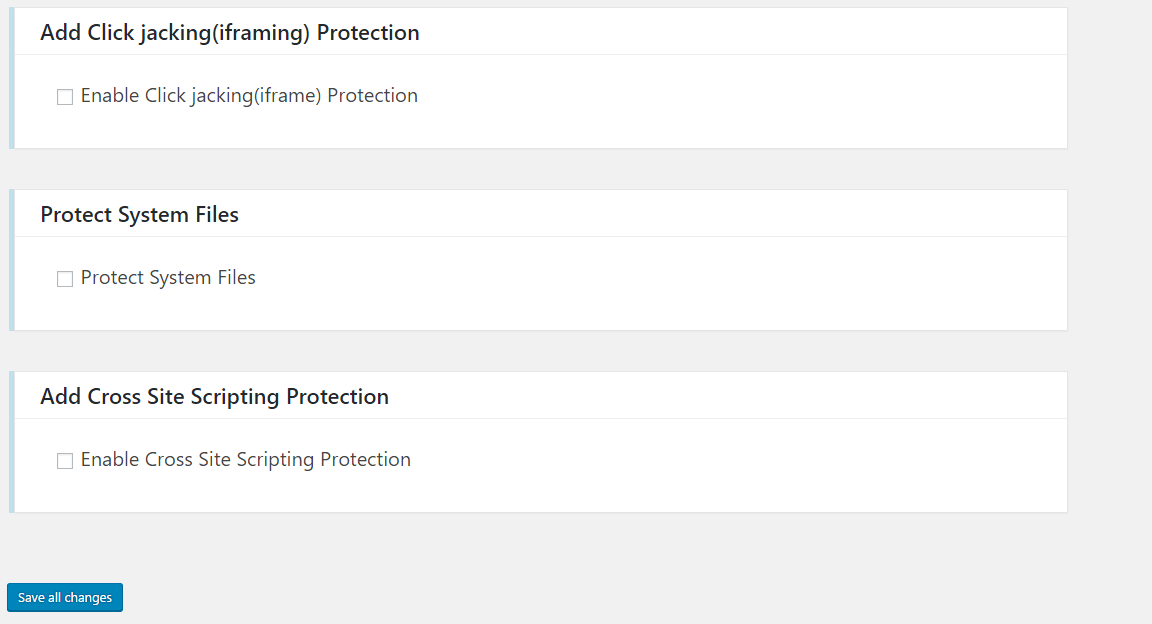 Add Click jacking(iframing) Protection
Enable Click jacking(iframe) Protection
Protect System Files
Protect System Files
Add Cross Site Scripting Protection
Enable Cross Site Scripting Protection
Save all changes